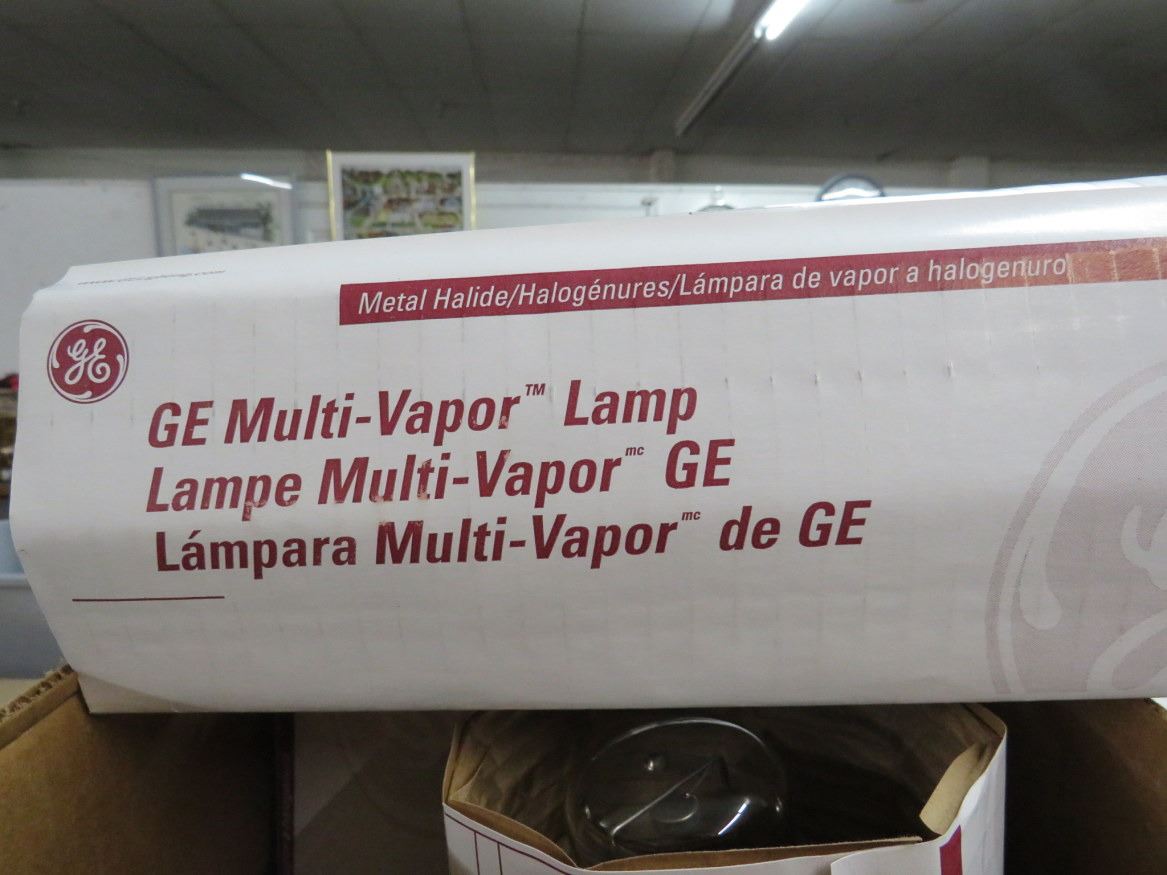 Metal Halide/Halogénures/Lámpara de vapor a halogenuro
GE
GE Multi-Vapor™ Lamp
Lampe Multi-Vapor mc GE
Lámpara Multi-Vapor mc de GE